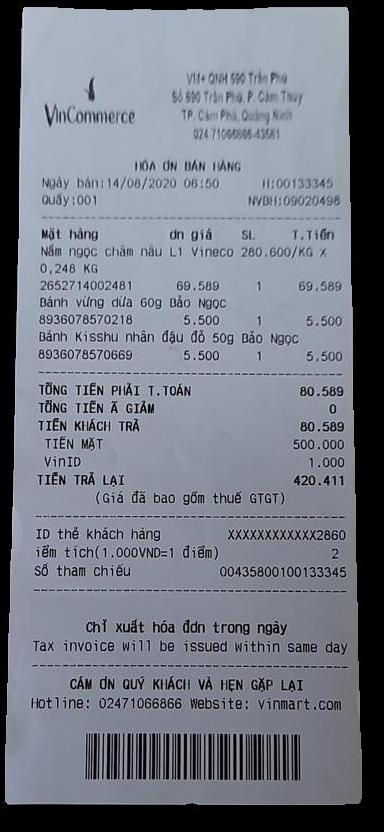 VinCommerce
VM+ QNH 590 Trần Phú
Số 590 Trần Phú, P. Cẩm Thủy
TP. Cẩm Phả, Quảng Ninh
024.71066866-43581
HÓA ƠN BÁN HÀNG
Ngày bán:14/08/2020 06:50 H:00133345
Quầy:001 NVBH:09020498
Mặt hàng ơn giá SL T.Tiền
Nấm ngọc châm nâu L1 Vineco 280.600/KG x
0,248 KG
2652714002481 69.589 1 69.589
Bánh vừng dừa 60g Bảo Ngọc
8936078570218 5.500 1 5.500
Bánh Kisshu nhân đậu đỏ 50g Bảo Ngọc
8936078570669 5.500 1 5.500
TỔNG TIỀN PHẢI T.TOÁN 80.589
TỔNG TIỀN Ã GIẢM 0
TIỀN KHÁCH TRẢ 80.589
TIỀN MẶT 500.000
VinID 1.000
TIỀN TRẢ LẠI 420.411
(Giá đã bao gồm thuế GTGT)
ID thẻ khách hàng XXXXXXXXXXXX2860
iểm tích(1.000VND=1 điểm) 2
Số tham chiếu 00435800100133345
Chỉ xuất hóa đơn trong ngày
Tax invoice will be issued within same day
CẢM ƠN QUÝ KHÁCH VÀ HẸN GẶP LẠI
Hotline: 02471066866 Website: vinmart.com